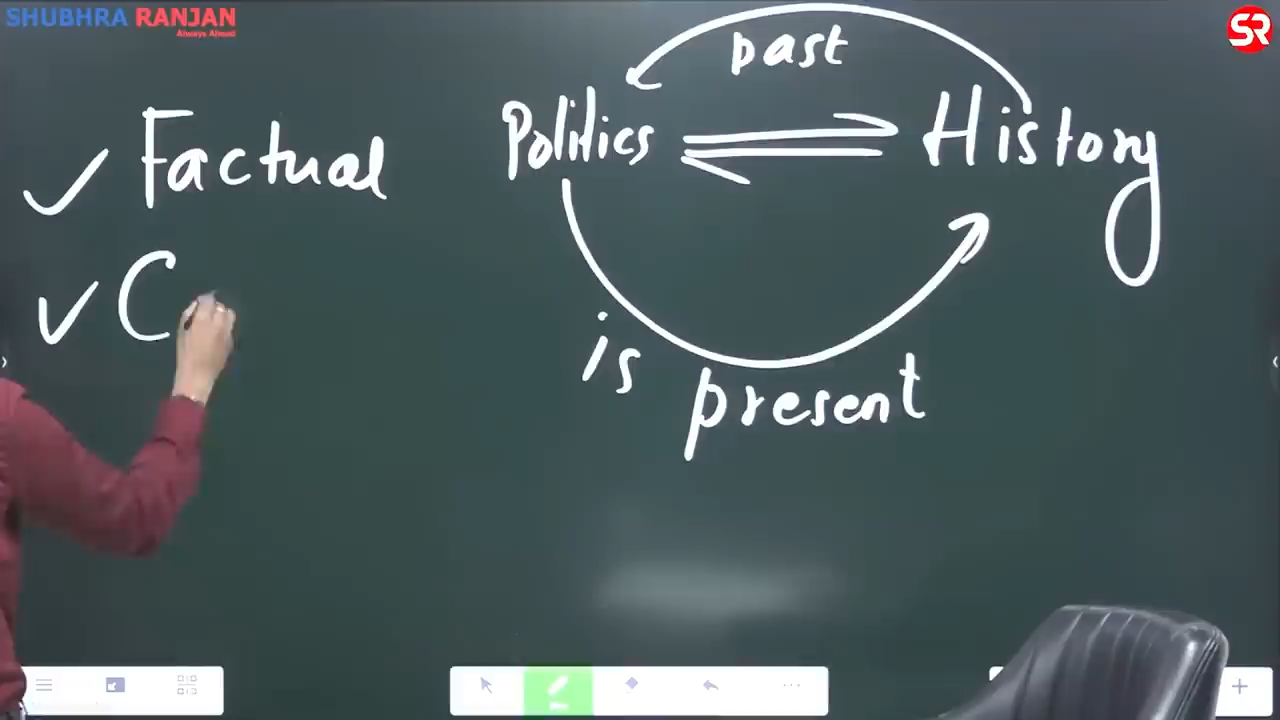 SHUBHRA RANJAN
Always Ahead
SR
past
Politics History
✓ Factual
✓ C
is present